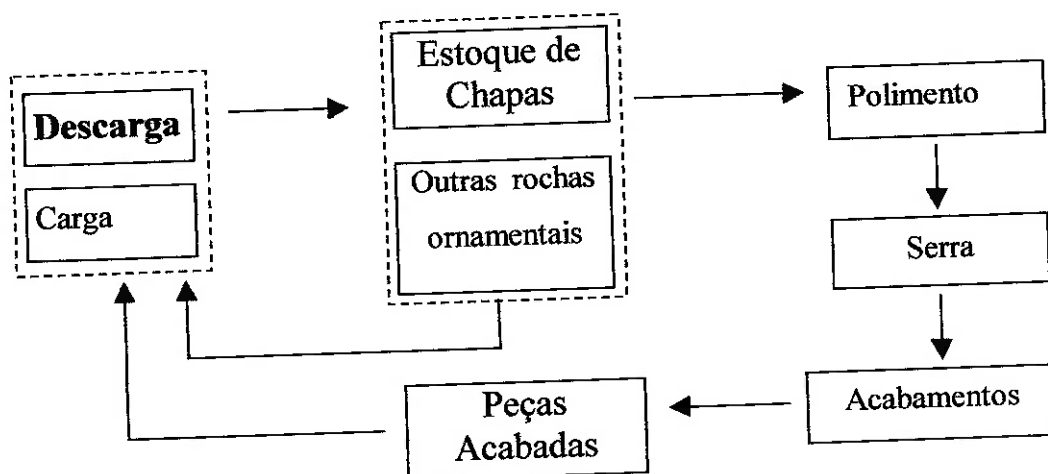 Descarga
Carga
Estoque de
Chapas
Outras rochas
ornamentais
Polimento
Serra
Acabamentos
Peças
Acabadas